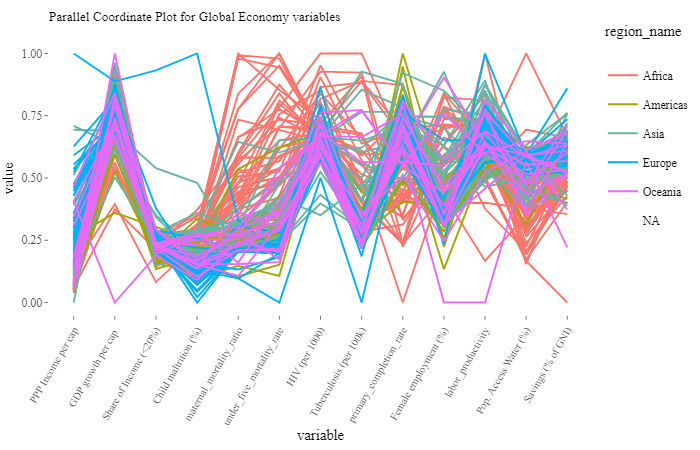 Parallel Coordinate Plot for Global Economy variables
region_name
Africa
Americas
Asia
Europe
Oceania
NA
value
1.00
0.75
0.50
0.25
0.00
PPP Income per cap
GDP growth per cap
Share of Income (<20%)
Child maltrition (%)
maternal_mortality_ratio
under_five_mortality_rate
HIV (per 1000)
Tuberculosis (per 100k)
primary_completion_rate
Female employment (%)
labor_productivity
Pop. Access Water (%)
Savings (% of GNI)
variable